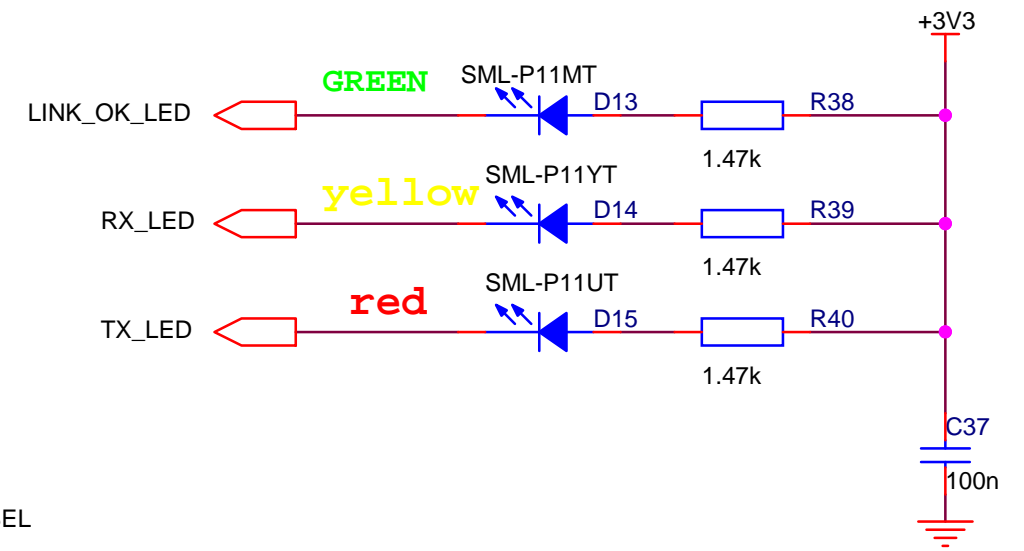 +3V3
GREEN
SML-P11MT
LINK_OK_LED
D13
R38
1.47k
yellow
SML-P11YT
RX_LED
D14
R39
1.47k
red
SML-P11UT
TX_LED
D15
R40
1.47k
C37
100n
EL